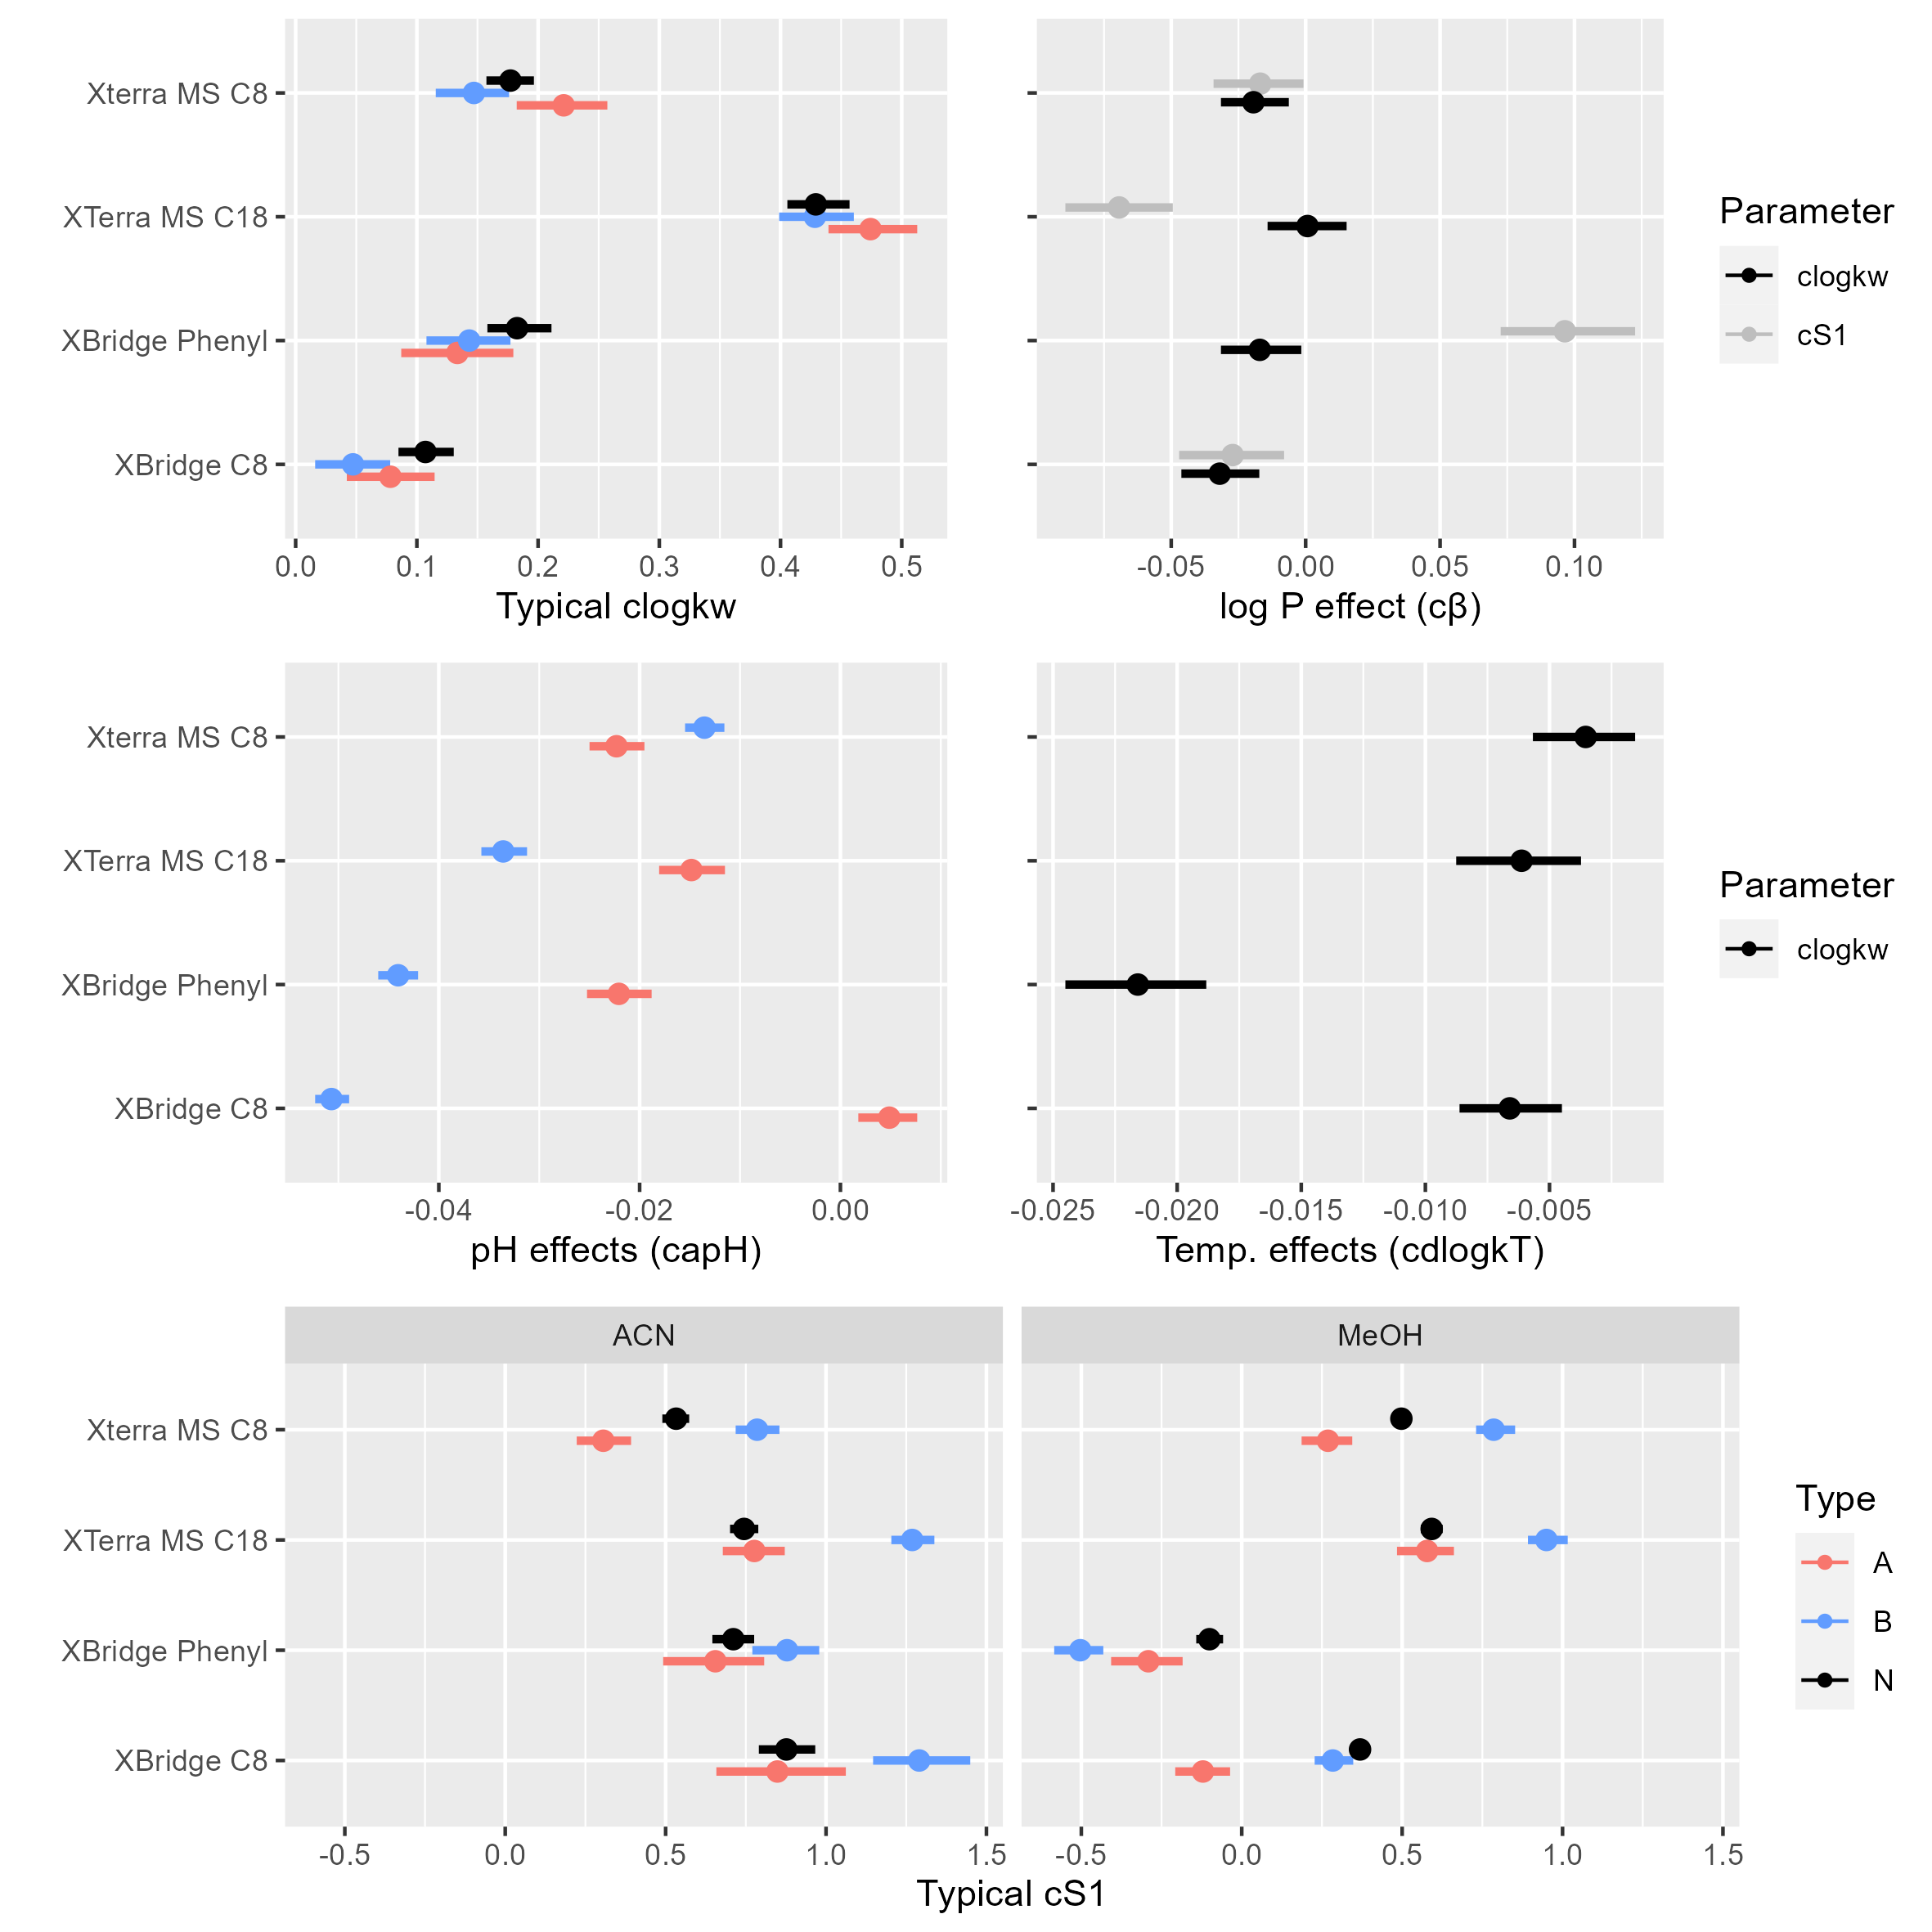 Xterra MS C8
XTerra MS C18
XBridge Phenyl
XBridge C8
0.0 0.1 0.2 0.3 0.4 0.5
Typical clogkw
-0.05 0.00 0.05 0.10
log P effect (cβ)
Parameter
clogkw
cS1
Xterra MS C8
XTerra MS C18
XBridge Phenyl
XBridge C8
-0.04 -0.02 0.00
pH effects (capH)
-0.025 -0.020 -0.015 -0.010 -0.005
Temp. effects (cdlogkT)
Parameter
clogkw
ACN
MeOH
Xterra MS C8
XTerra MS C18
XBridge Phenyl
XBridge C8
-0.5 0.0 0.5 1.0 1.5
-0.5 0.0 0.5 1.0 1.5
Typical cS1
Type
A
B
N